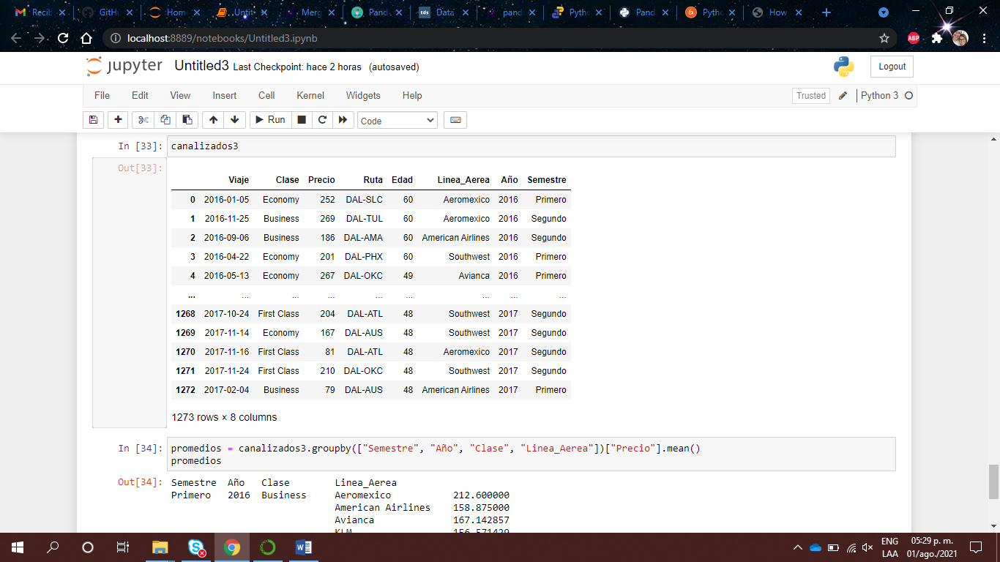 Recib GitH Home Untit Merg Pand tds Data pand Pytho Pand Pytho How
localhost:8889/notebooks/Untitled3.ipynb ABP
jupyter Untitled3 Last Checkpoint: hace 2 horas (autosaved) Logout
File Edit View Insert Cell Kernel Widgets Help Trusted Python 3
Run Code
In [33]: canalizados3
Out[33]:
Viaje Clase Precio Ruta Edad Linea_Aerea Año Semestre
0 2016-01-05 Economy 252 DAL-SLC 60 Aeromexico 2016 Primero
1 2016-11-25 Business 269 DAL-TUL 60 Aeromexico 2016 Segundo
2 2016-09-06 Business 186 DAL-AMA 60 American Airlines 2016 Segundo
3 2016-04-22 Economy 201 DAL-PHX 60 Southwest 2016 Primero
4 2016-05-13 Economy 267 DAL-OKC 49 Avianca 2016 Primero
... ... ... ... ... ... ... ... ...
1268 2017-10-24 First Class 204 DAL-ATL 48 Southwest 2017 Segundo
1269 2017-11-14 Economy 167 DAL-AUS 48 Southwest 2017 Segundo
1270 2017-11-16 First Class 81 DAL-ATL 48 Aeromexico 2017 Segundo
1271 2017-11-24 First Class 210 DAL-OKC 48 Southwest 2017 Segundo
1272 2017-02-04 Business 79 DAL-AUS 48 American Airlines 2017 Primero
1273 rows × 8 columns
In [34]: promedios = canalizados3.groupby(["Semestre", "Año", "Clase", "Linea_Aerea"])["Precio"].mean()
promedios
Out[34]: Semestre Año Clase Linea_Aerea
Primero 2016 Business Aeromexico 212.600000
American Airlines 158.875000
Avianca 167.142857
KLM 156.571429
ENG 05:29 p. m.
LAA 01/ago./2021